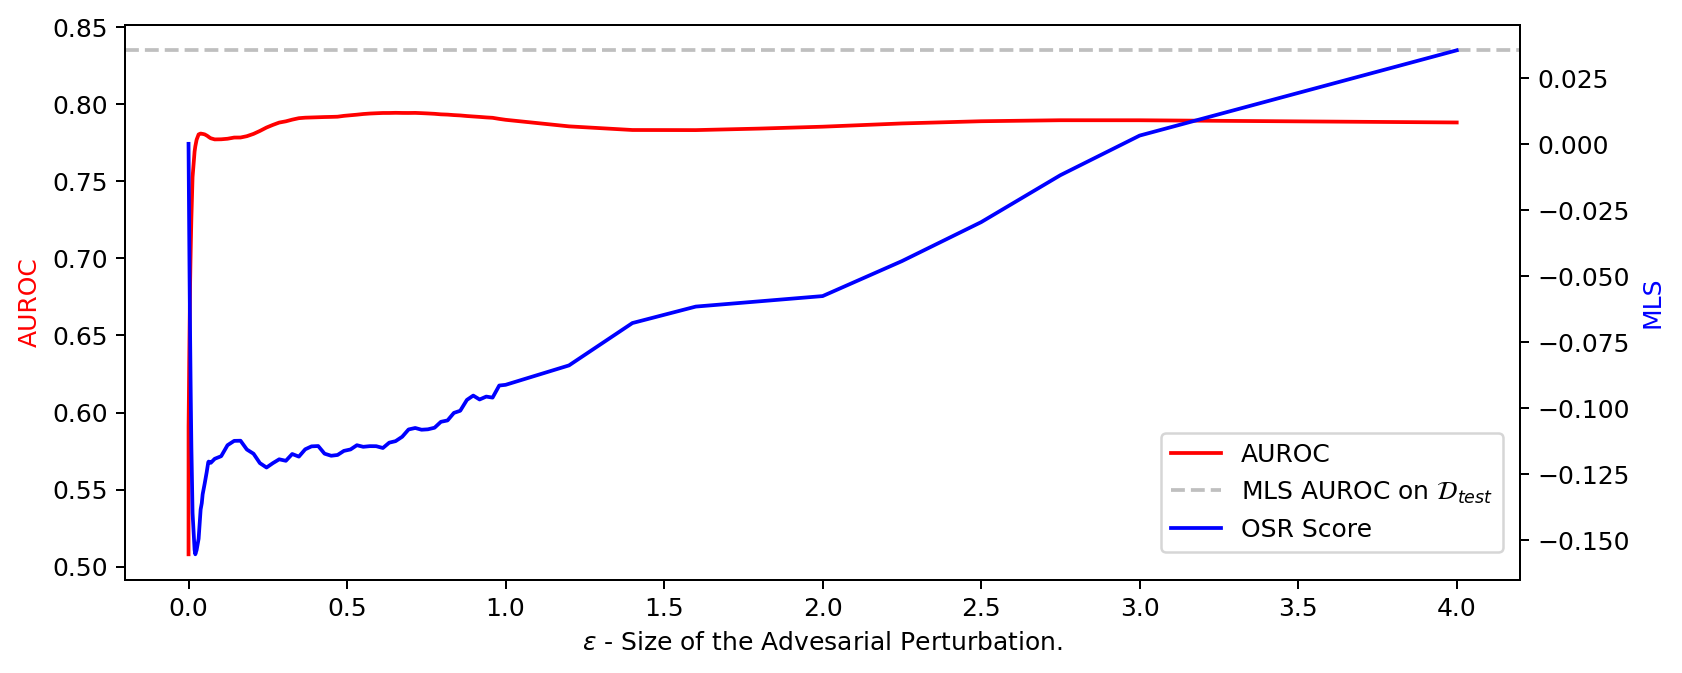 0.85
0.80
0.75
0.70
0.65
0.60
0.55
0.50
AUROC
0.025
0.000
−0.025
−0.050
−0.075
−0.100
−0.125
−0.150
MLS
AUROC
MLS AUROC on 𝒟test
OSR Score
0.0 0.5 1.0 1.5 2.0 2.5 3.0 3.5 4.0
ε - Size of the Advesarial Perturbation.